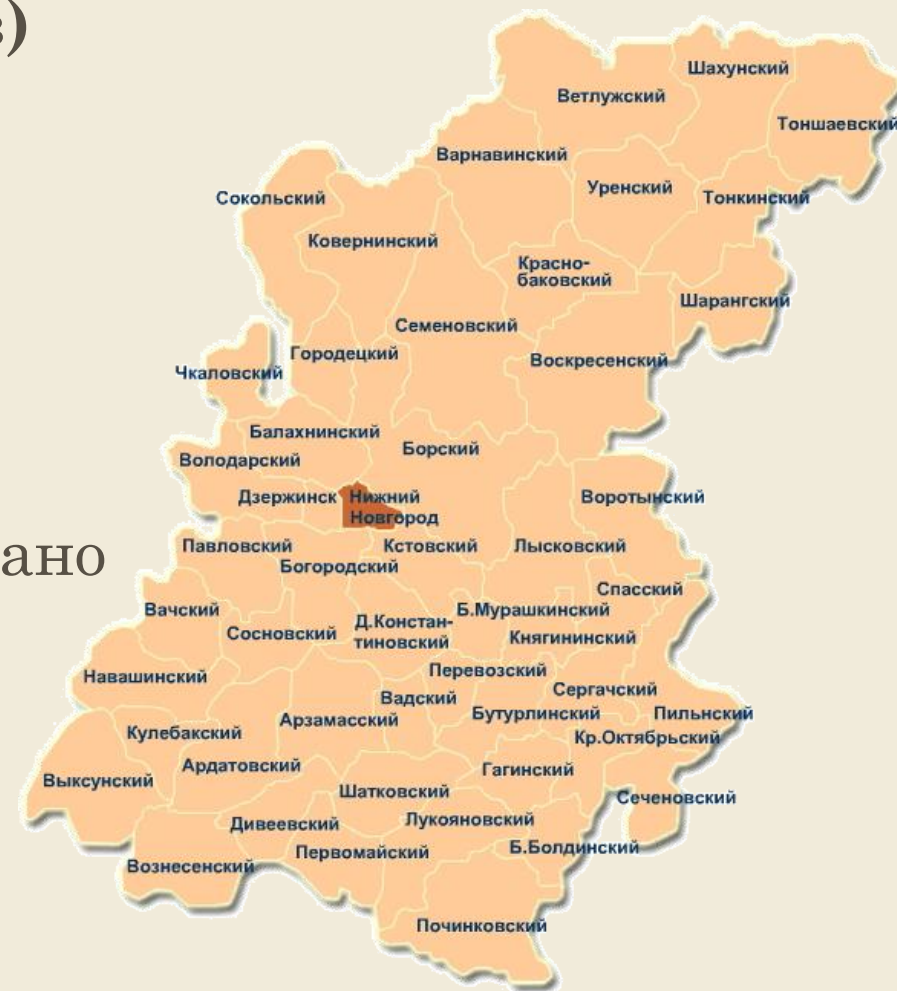 Шахунский
Ветлужский
Тоншаевский
Варнавинский
Уренский
Тонкинский
Сокольский
Ковернинский
Красно-
баковский
Шарангский
Семеновский
Городецкий
Воскресенский
Чкаловский
Балахнинский
Борский
Володарский
Дзержинск
Нижний
Новгород
Воротынский
Павловский
Кстовский
Лысковский
ано
Богородский
Спасский
Вачский
Б.Мурашкинский
Д.Констан-
тиновский
Сосновский
Княгининский
Перевозский
Навашинский
Сергачский
Вадский
Бутурлинский
Пильнский
Арзамасский
Кулебакский
Кр.Октябрьский
Ардатовский
Гагинский
Выксунский
Шатковский
Сеченовский
Лукояновский
Дивеевский
Б.Болдинский
Первомайский
Вознесенский
Починковский